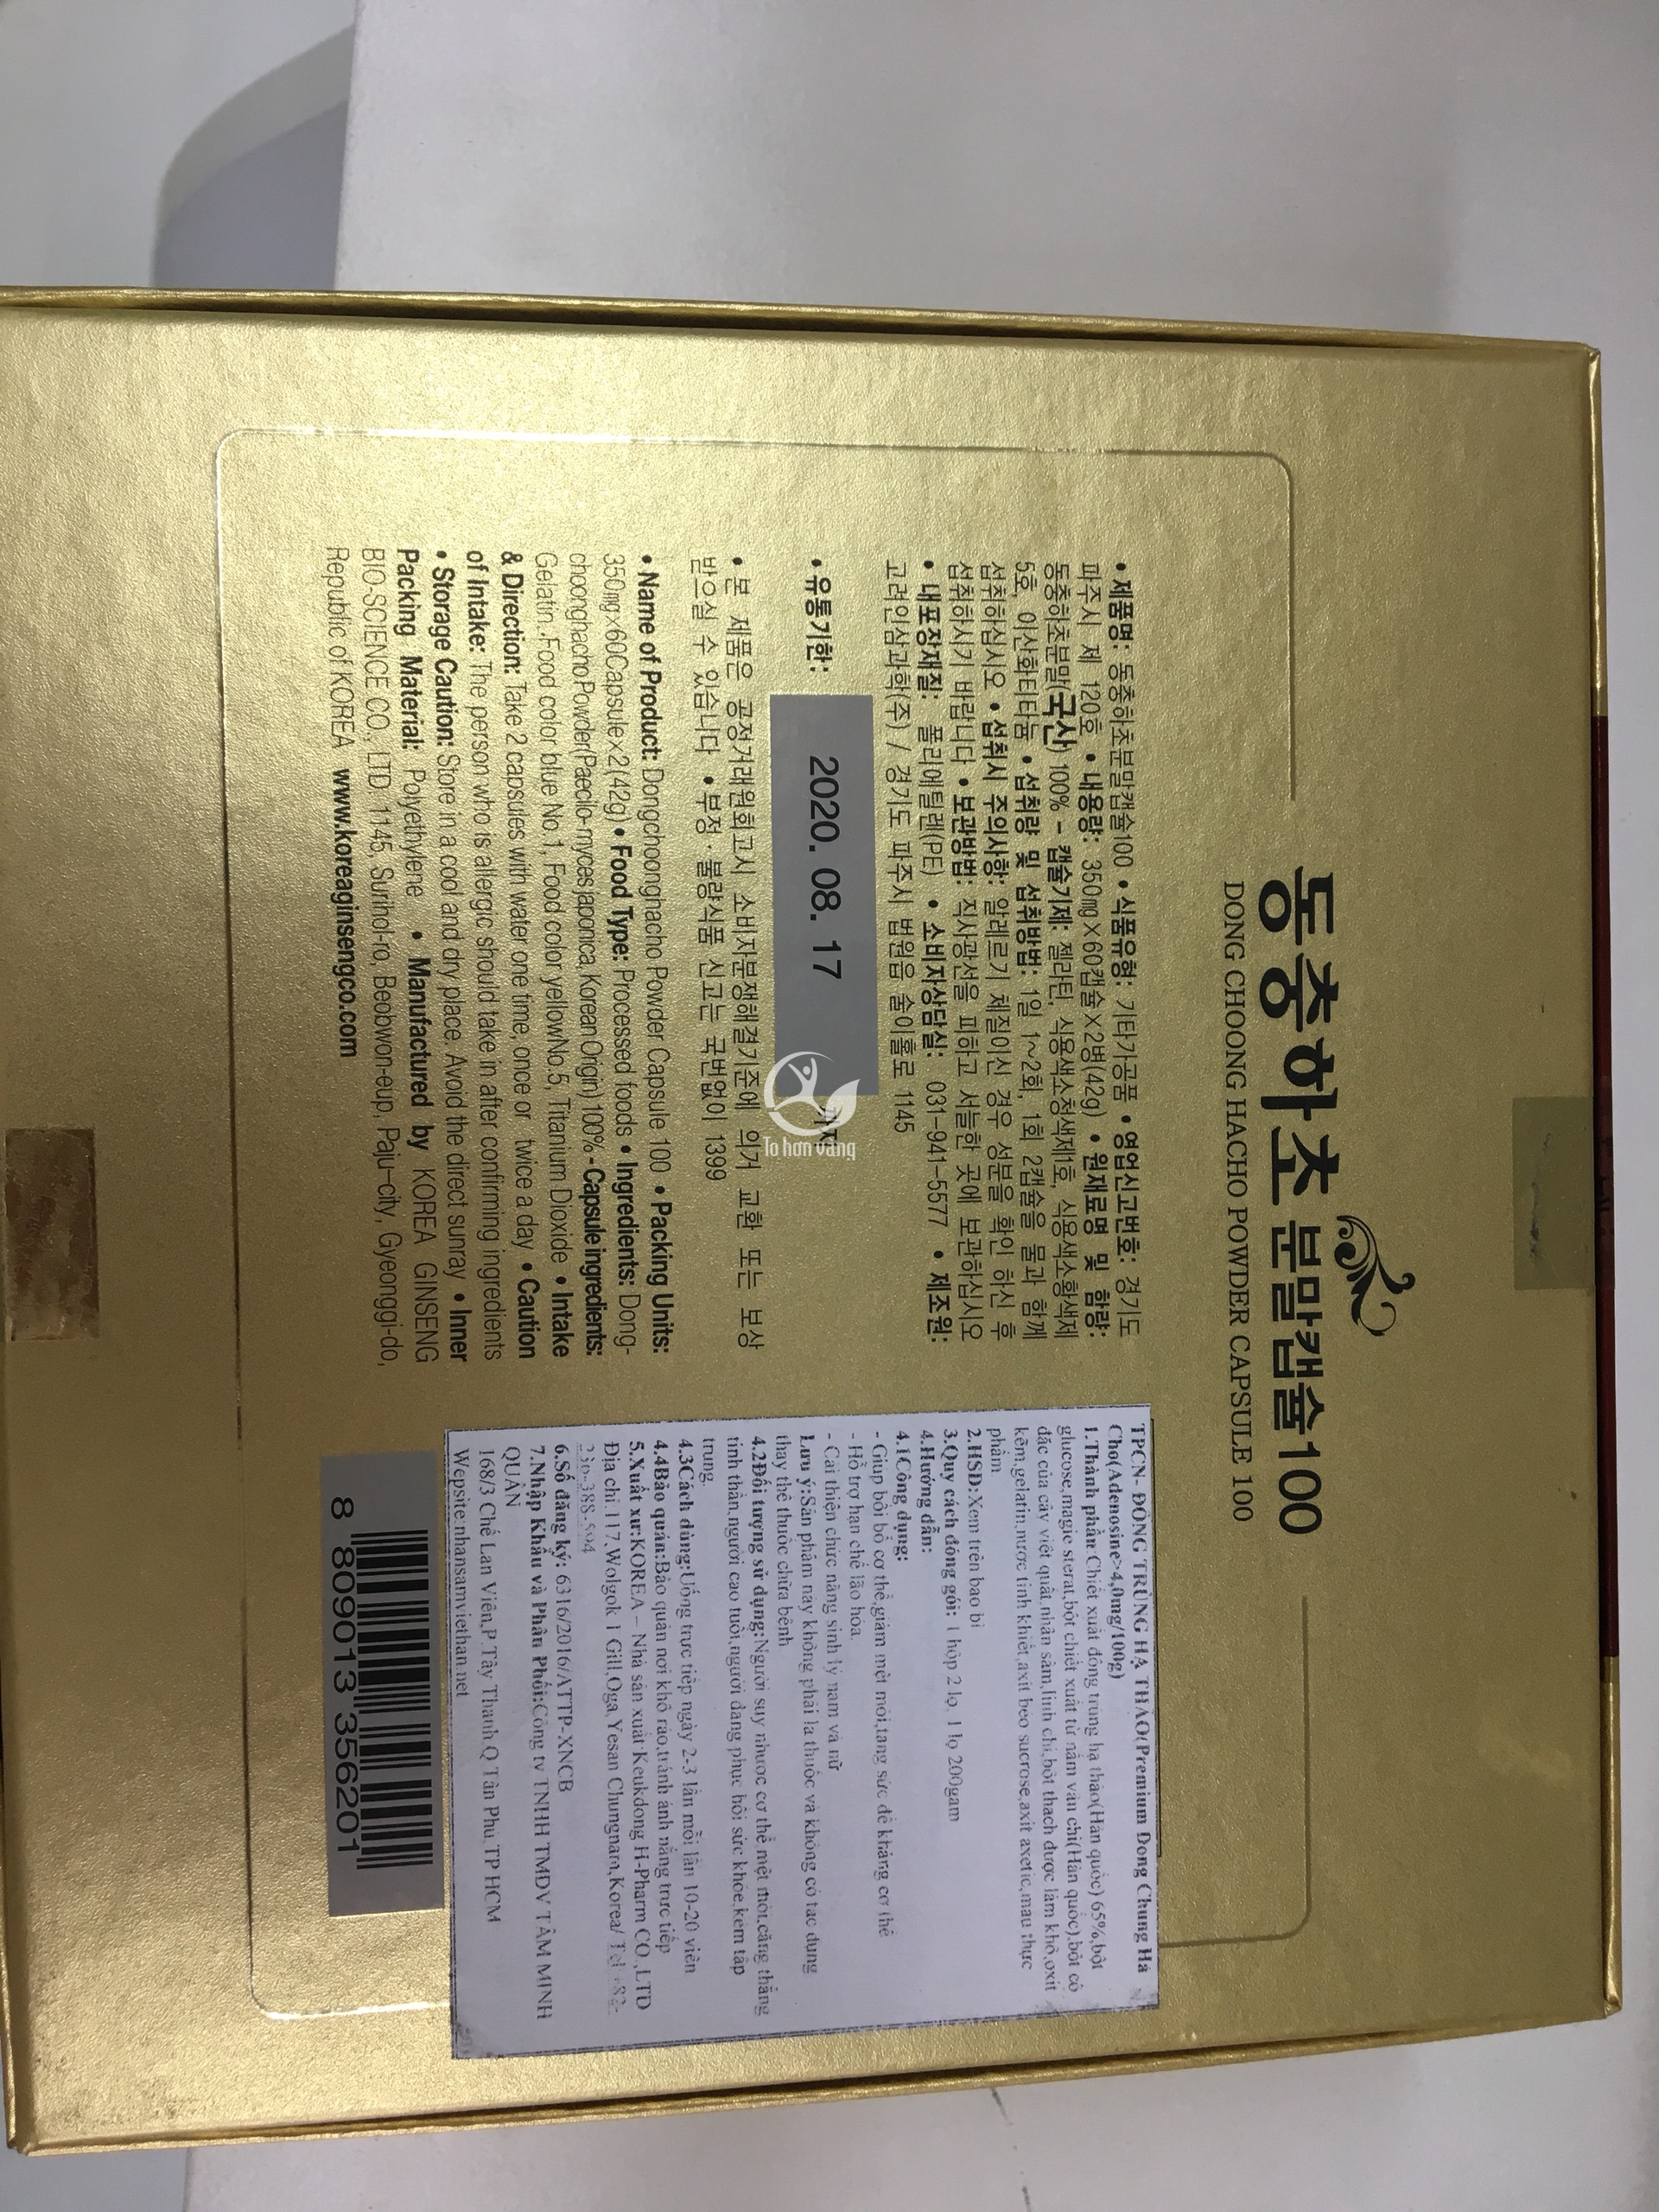 동충하초 분말캡슐100
DONG CHOONG HACHO POWDER CAPSULE 100
• 제품명: 동충하초분말캡슐100 • 식품유형: 기타가공품 • 영업신고번호: 경기도
파주시 제 120호 • 내용량: 350mg X 60캡슐 X 2병(42g) • 원재료명 및 함량:
동충하초분말(국산) 100% - 캡슐기제: 젤라틴, 식용색소청색제1호, 식용색소황색제
5호, 이산화티타늄 • 섭취량 및 섭취방법: 1일 1~2회, 1회 2캡슐을 물과 함께
섭취하십시오 • 섭취시 주의사항: 알레르기 체질이신 경우 성분을 확인 하신 후
섭취하시기 바랍니다 • 보관방법: 직사광선을 피하고 서늘한 곳에 보관하십시오
• 내포장재질: 폴리에틸렌(PE) • 소비자상담실: 031-941-5577 • 제조원:
고려인삼과학(주) / 경기도 파주시 법원읍 술이홀로 1145
• 유통기한: 2020. 08. 17 까지
To hơn vàng
• 본 제품은 공정거래위원회고시 소비자분쟁해결기준에 의거 교환 또는 보상
받으실 수 있습니다 • 부정·불량식품 신고는 국번없이 1399
• Name of Product: Dongchoonghacho Powder Capsule 100 • Packing Units:
350mg×60Capsule×2(42g) • Food Type: Processed foods • Ingredients: Dong-
choonghacho Powder(Paecilo-myces japonica, Korean Origin) 100% - Capsule ingredients:
Gelatin ,Food color blue No.1, Food color yellowNo.5, Titanium Dioxide • Intake
& Direction: Take 2 capsules with water one time, once or twice a day • Caution
of Intake: The person who is allergic should take in after confirming ingredients
• Storage Caution: Store in a cool and dry place. Avoid the direct sunray • Inner
Packing Material: Polyethylene • Manufactured by KOREA GINSENG
BIO-SCIENCE CO., LTD. 1145, Surihol-ro, Beobwon-eup, Paju-city, Gyeonggi-do,
Republic of KOREA www.koreaginsengco.com
TPCN- ĐÔNG TRÙNG HẠ THẢO(Premium Dong Chung Ha
Cho(Adenosine>4,0mg/100g)
1.Thành phần:Chiết xuất đông trùng hạ thảo(Hàn quốc) 65%,bột
glucose,magie sterat,bột chiết xuất từ nấm vân chi(Hàn quốc),bột cô
đặc của cây việt quất,nhân sâm,linh chi,bột thạch dược làm khô,oxit
kẽm,gelatin,nước tinh khiết,axit béo sucrose,axit axetic,màu thực
phẩm
2.HSD:Xem trên bao bì
3.Quy cách đóng gói: 1 hộp 2 lọ, 1 lọ 200gam
4.Hướng dẫn:
4.1Công dụng:
- Giúp bồi bổ cơ thể,giảm mệt mỏi,tăng sức đề kháng cơ thể
- Hỗ trợ hạn chế lão hóa.
- Cải thiện chức năng sinh lý nam và nữ
Lưu ý:Sản phẩm này không phải là thuốc và không có tác dụng
thay thế thuốc chữa bệnh
4.2Đối tượng sử dụng:Người suy nhược cơ thể mệt mỏi,căng thẳng
tinh thần,người cao tuổi,người đang phục hồi sức khỏe,kém tập
trung.
4.3Cách dùng:Uống trực tiếp ngày 2-3 lần mỗi lần 10-20 viên
4.4Bảo quản:Bảo quản nơi khô ráo,tránh ánh nắng trực tiếp
5.Xuất xứ:KOREA – Nhà sản xuất:Keukdong H-Pharm CO.,LTD
Địa chỉ:117,Wolgok 1 Gill,Oga,Yesan Chungnam,Korea/ Tel +82-
230-388-504
6.Số đăng ký: 6316/2016/ATTP-XNCB
7.Nhập Khẩu và Phân Phối:Công ty TNHH TMDV TÂM MINH
QUÂN
168/3 Chế Lan Viên,P.Tây Thạnh,Q Tân Phú, TP HCM
Wepsite:nhansamviethan.net
8 809013 356201